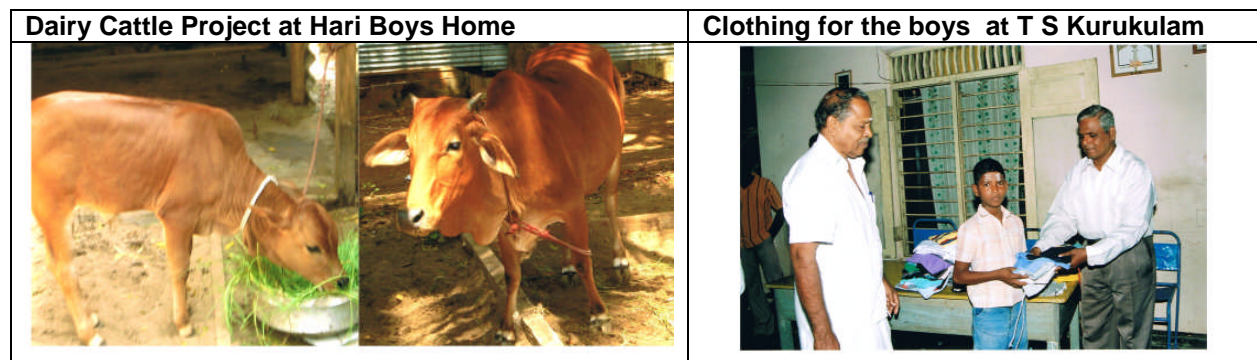 Dairy Cattle Project at Hari Boys Home
Clothing for the boys at T S Kurukulam